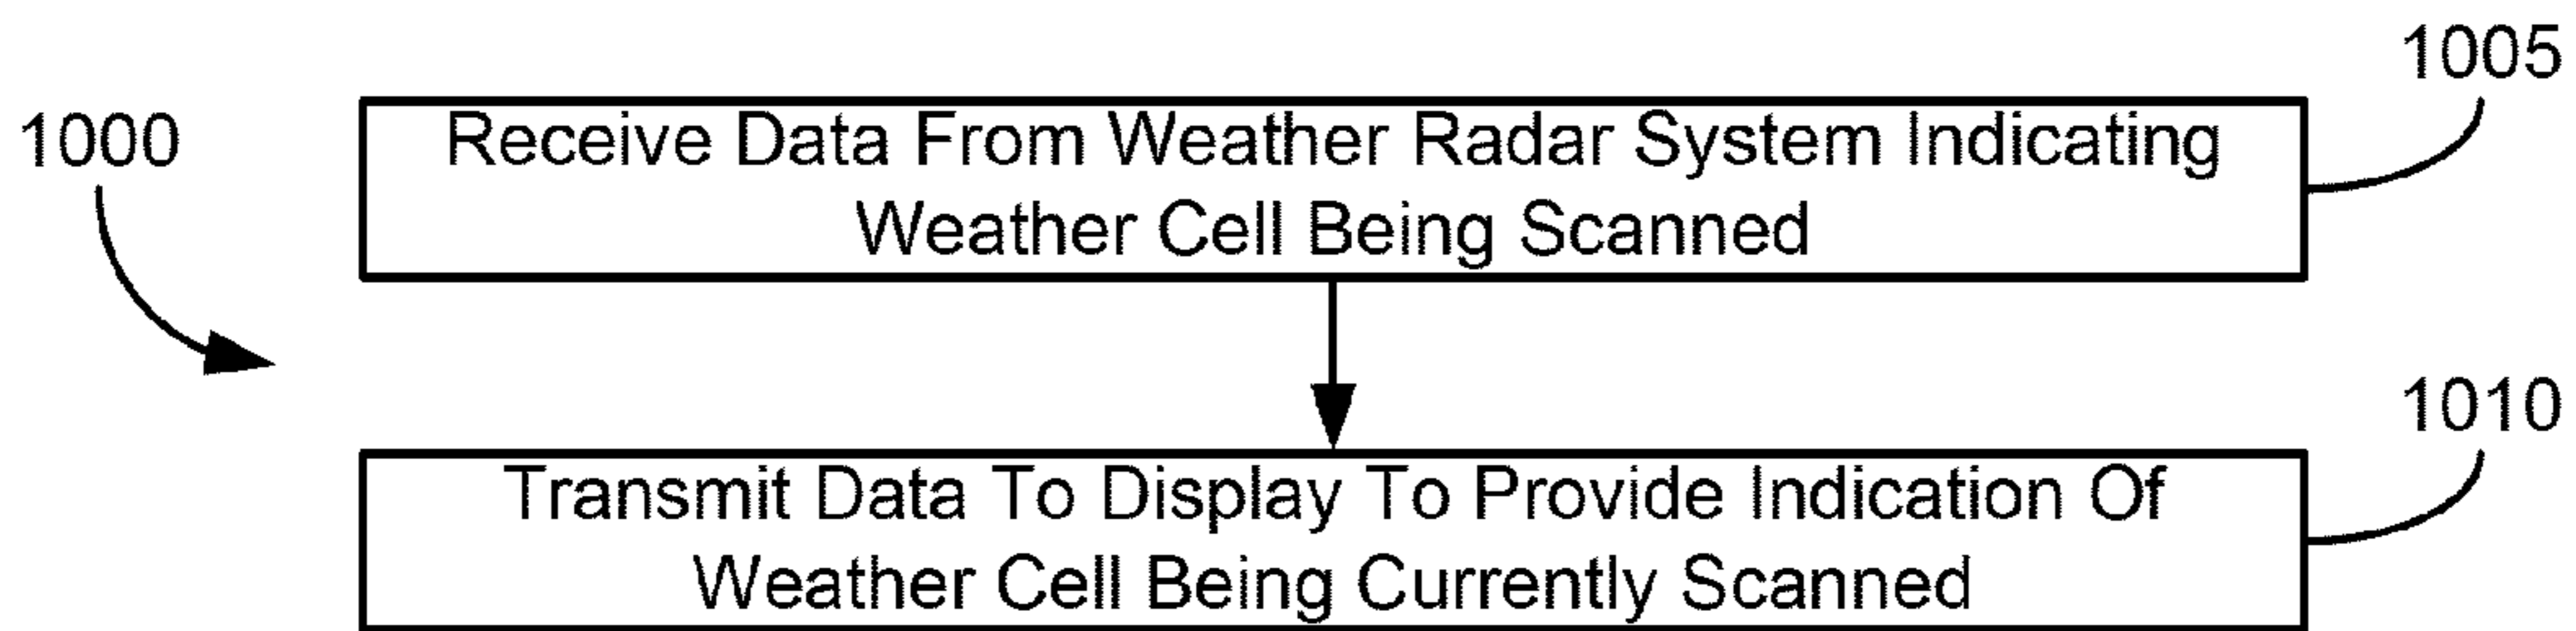 1005
1000
Receive Data From Weather Radar System Indicating
Weather Cell Being Scanned
1010
Transmit Data To Display To Provide Indication Of
Weather Cell Being Currently Scanned